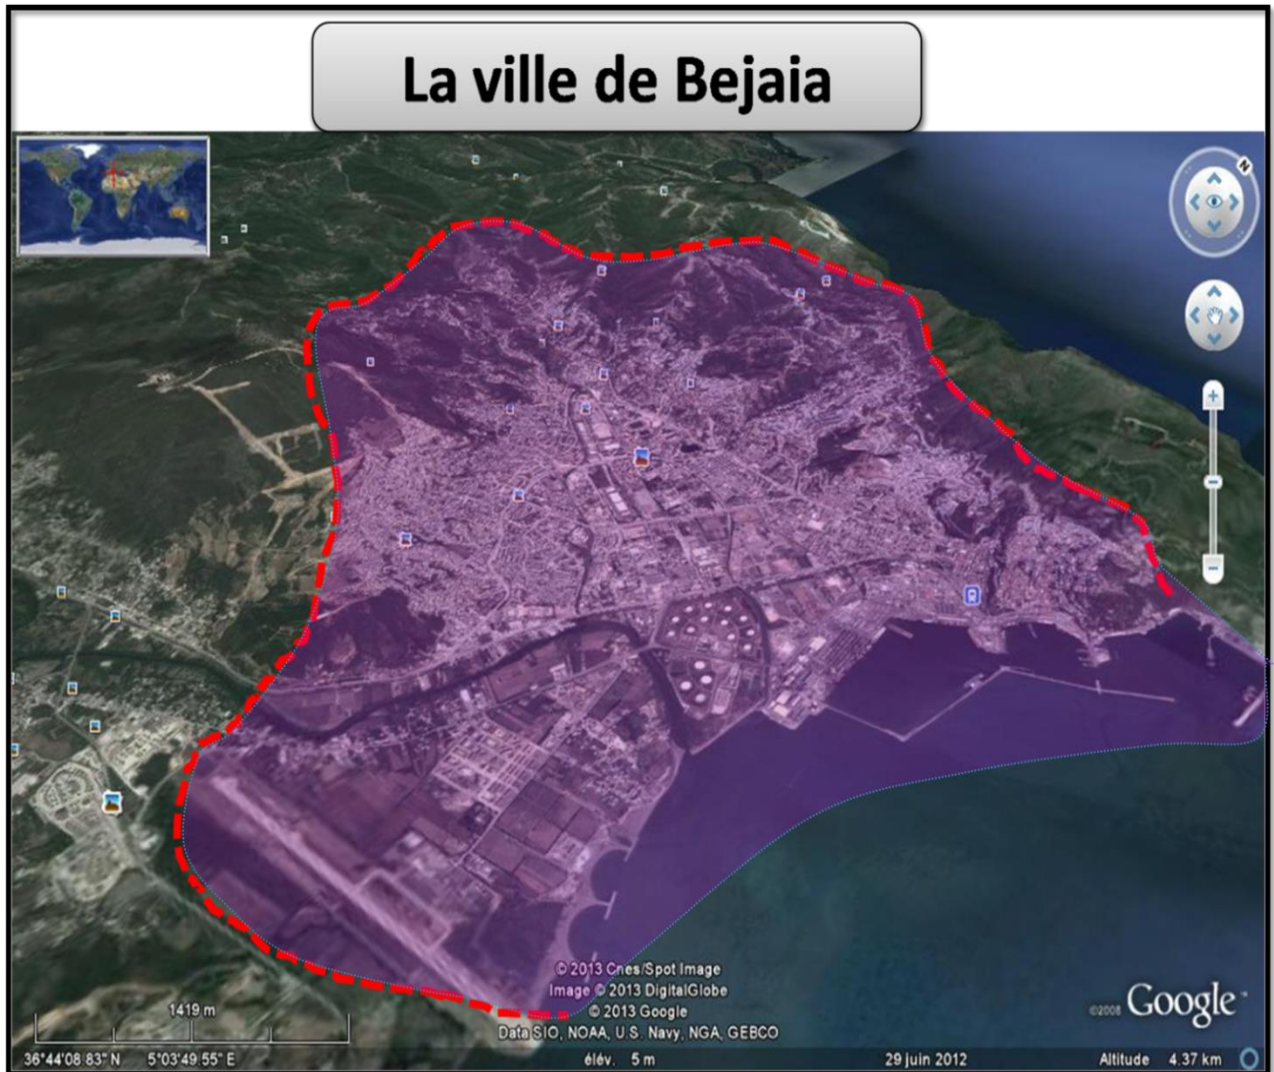 La ville de Bejaia
N
© 2013 Cnes/Spot Image
Image © 2013 DigitalGlobe
© 2013 Google
Data SIO, NOAA, U.S. Navy, NGA, GEBCO
©2008 Google™
1419 m
36°44'08.83" N 5°03'49.55" E élév. 5 m 29 juin 2012 Altitude 4.37 km